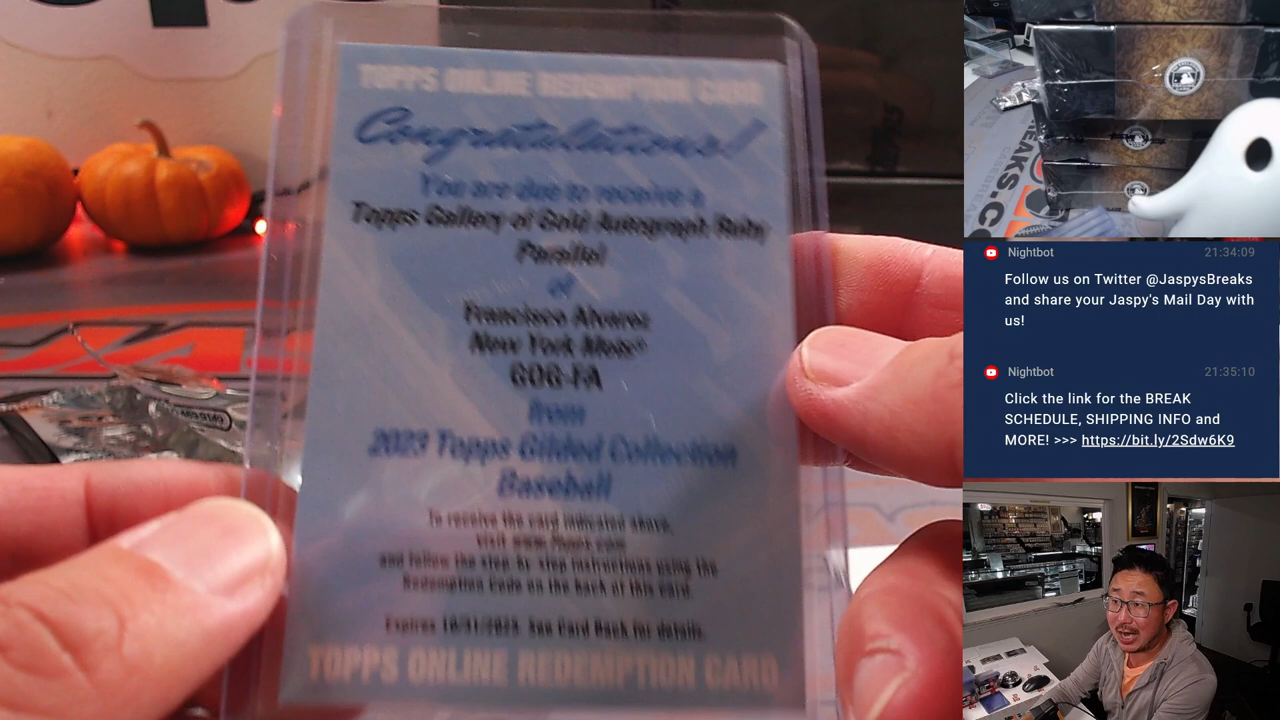 TOPPS ONLINE REDEMPTION CARD
Congratulations!
You are due to receive a
Topps Gallery of Gold Autograph Ruby
Parallel
of
Francisco Alvarez
New York Mets®
GOG-FA
from
2023 Topps Gilded Collection
Baseball
To receive the card indicated above,
visit www.topps.com
and follow the step-by-step instructions using the
Redemption Code on the back of this card.
Expires 10/31/2025. See Card Back for details.
TOPPS ONLINE REDEMPTION CARD
Nightbot 21:34:09
Follow us on Twitter @JaspysBreaks
and share your Jaspy's Mail Day with
us!
Nightbot 21:35:10
Click the link for the BREAK
SCHEDULE, SHIPPING INFO and
MORE! >>> https://bit.ly/2Sdw6K9